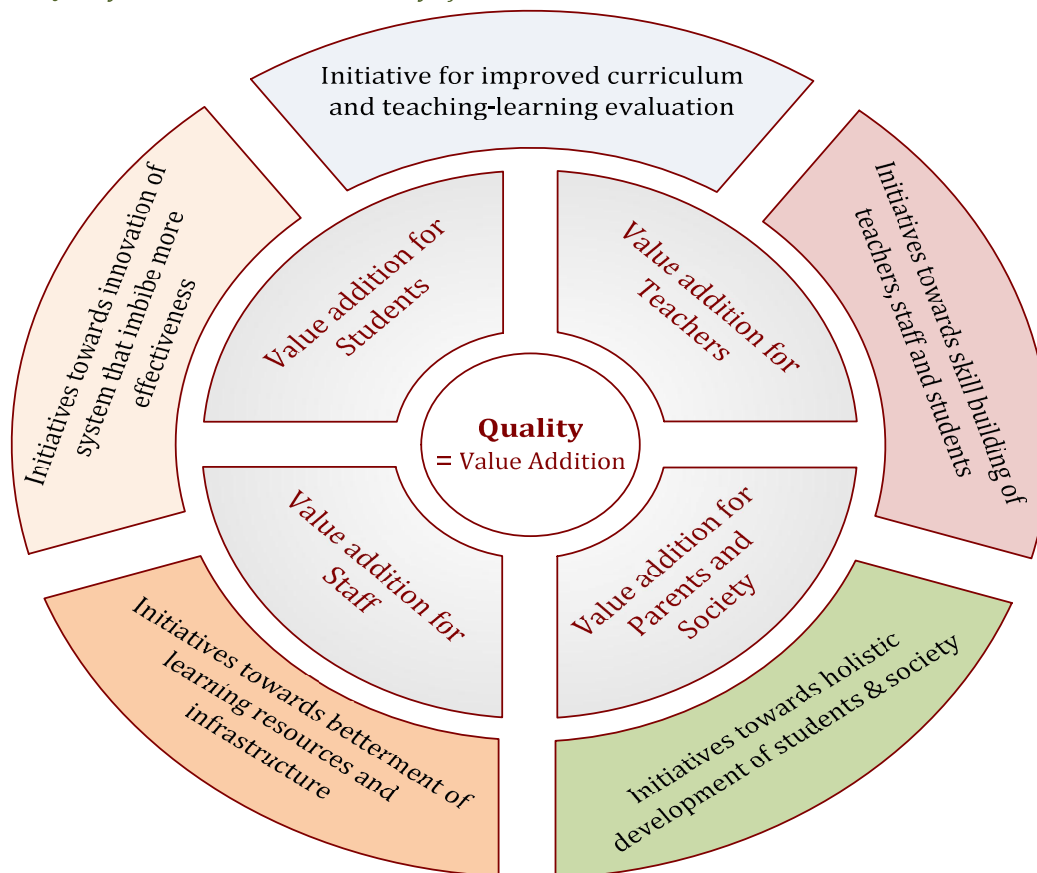 Initiative for improved curriculum
and teaching-learning evaluation
Initiatives towards skill building of
teachers, staff and students
Initiatives towards holistic
development of students & society
Initiatives towards betterment of
learning resources and
infrastructure
Initiatives towards innovation of
system that imbibe more
effectiveness
Value addition for
Students
Value addition for
Teachers
Value addition for
Parents and
Society
Value addition for
Staff
Quality
= Value Addition